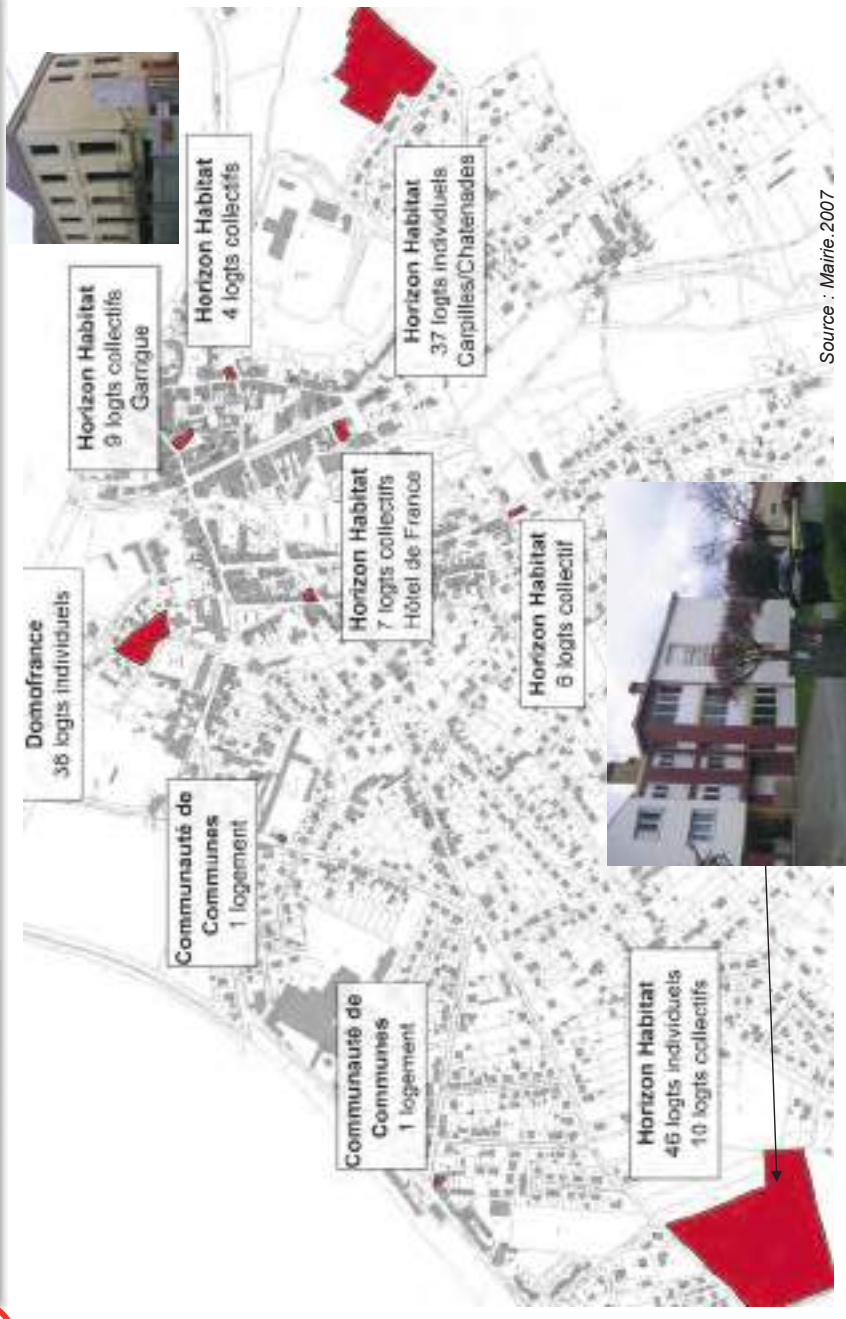 Domofrance
38 logts individuels
Horizon Habitat
9 logts collectifs
Garrigue
Horizon Habitat
4 logts collectifs
Communauté de
Communes
1 logement
Horizon Habitat
7 logts collectifs
Hôtel de France
Horizon Habitat
37 logts individuels
Carpilles/Chatenades
Communauté de
Communes
1 logement
Horizon Habitat
6 logts collectif
Horizon Habitat
46 logts individuels
10 logts collectifs
Source : Mairie.2007